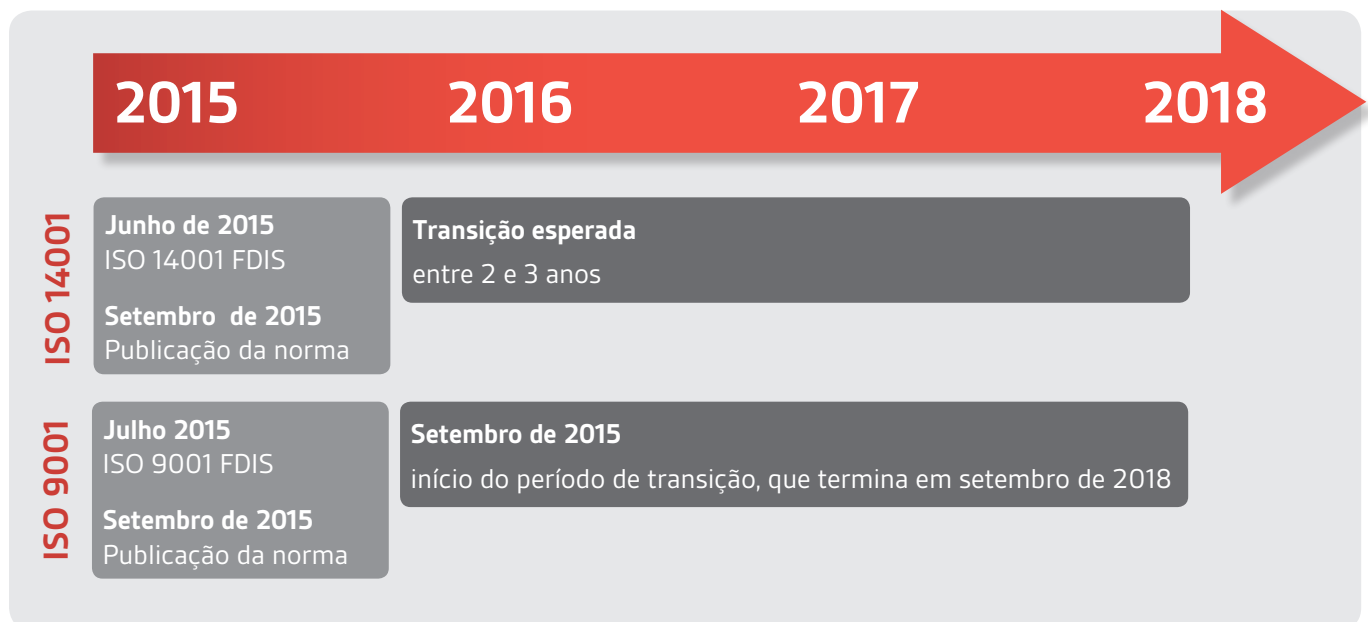 2015 2016 2017 2018
ISO 14001
Junho de 2015
ISO 14001 FDIS
Setembro de 2015
Publicação da norma
Transição esperada
entre 2 e 3 anos
ISO 9001
Julho 2015
ISO 9001 FDIS
Setembro de 2015
Publicação da norma
Setembro de 2015
início do período de transição, que termina em setembro de 2018